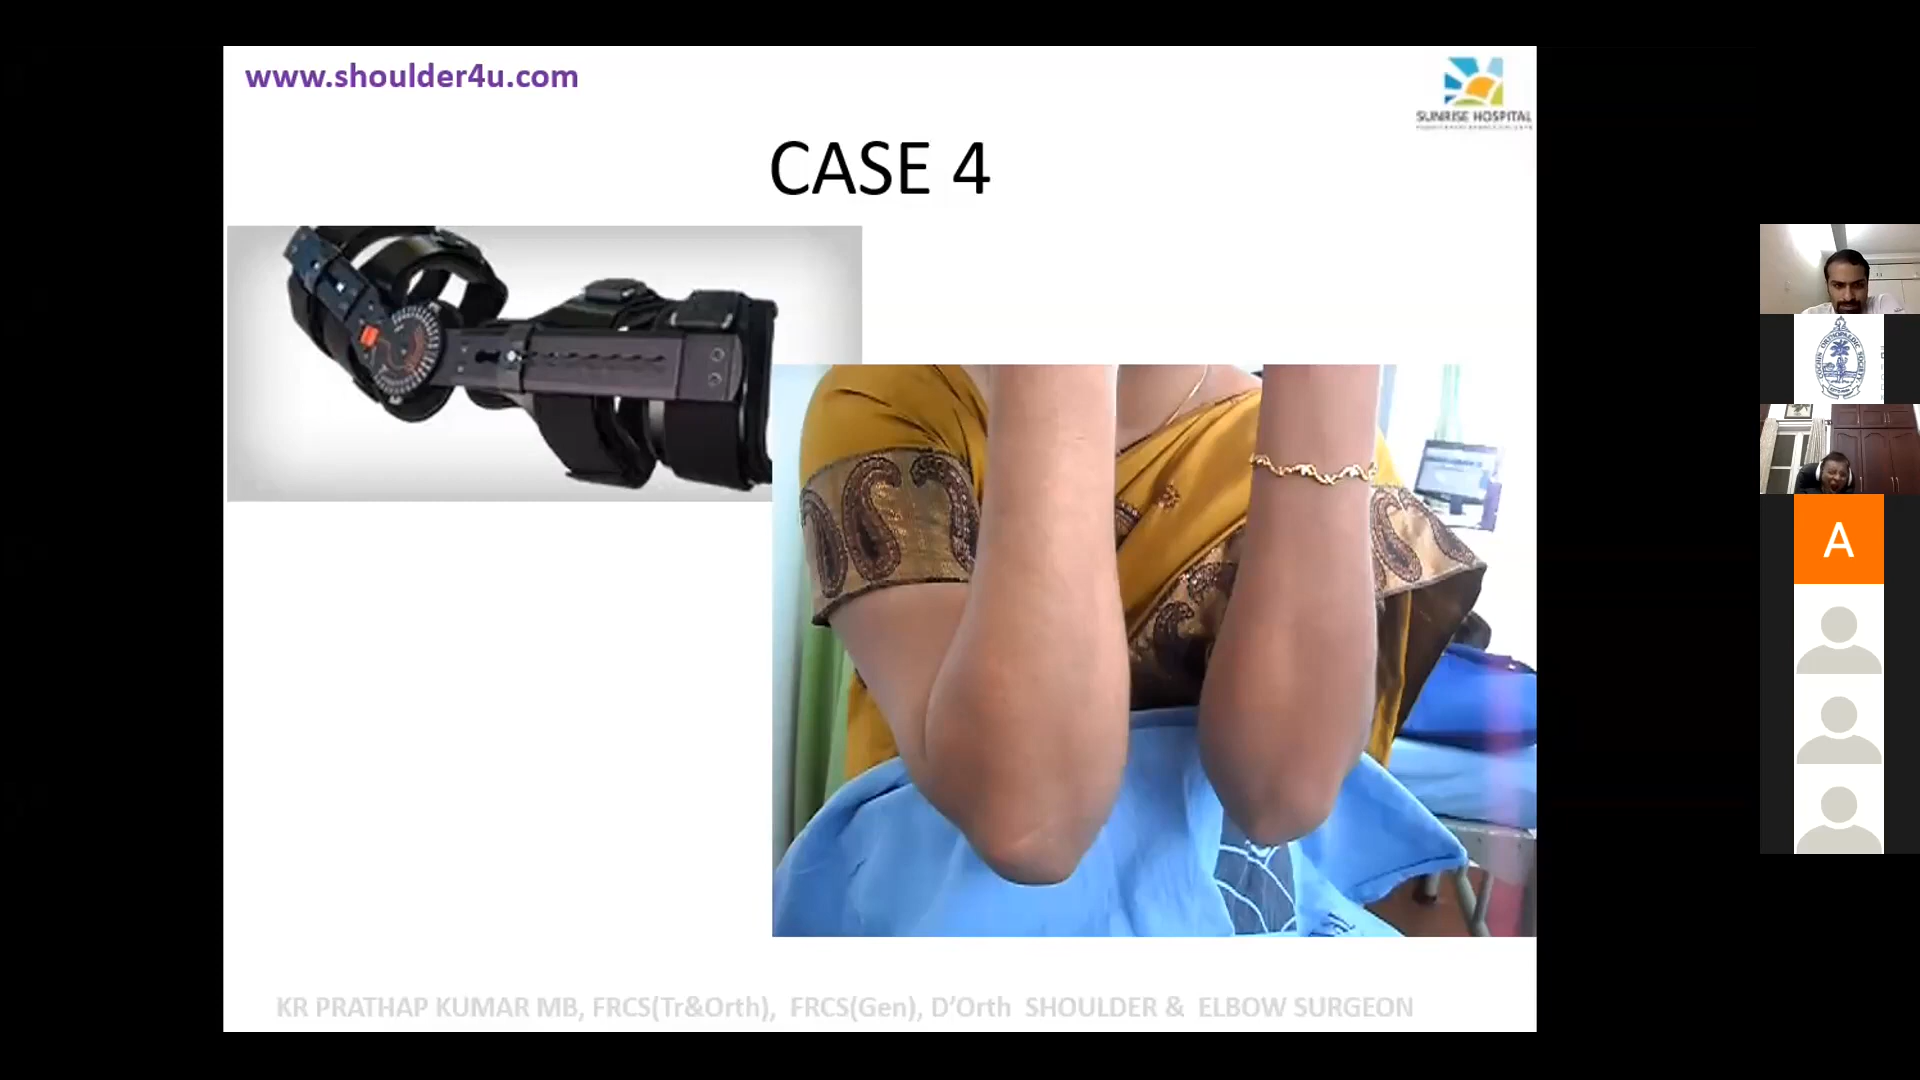 www.shoulder4u.com
SUNRISE HOSPITAL
CASE 4
A
KR PRATHAP KUMAR MB, FRCS(Tr&Orth), FRCS(Gen), D'Orth SHOULDER & ELBOW SURGEON